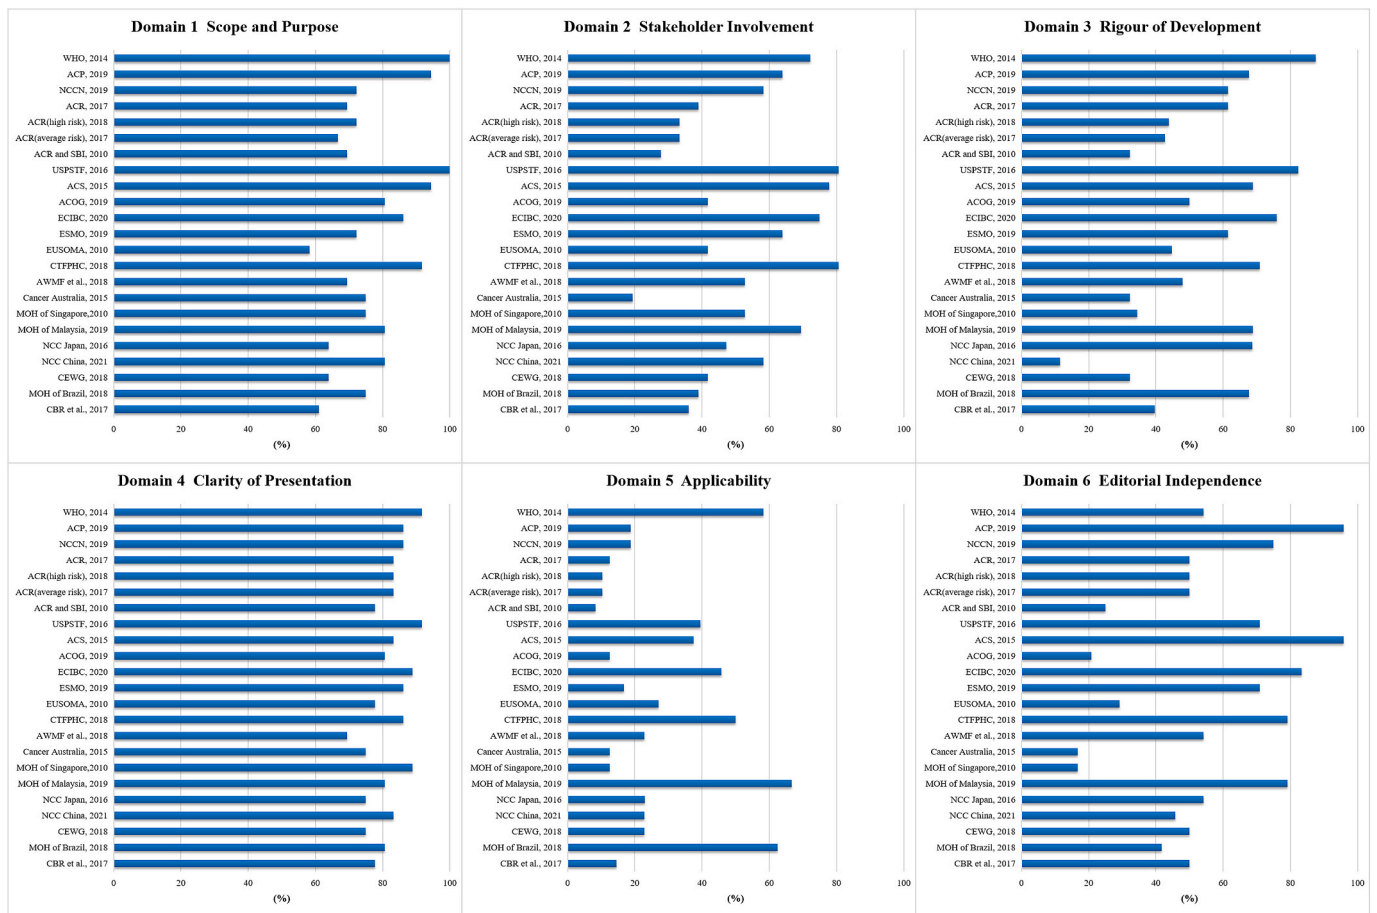 Domain 1 Scope and Purpose
WHO, 2014
ACP, 2019
NCCN, 2019
ACR, 2017
ACR(high risk), 2018
ACR(average risk), 2017
ACR and SBI, 2010
USPSTF, 2016
ACS, 2015
ACOG, 2019
ECIBC, 2020
ESMO, 2019
EUSOMA, 2010
CTFPHC, 2018
AWMF et al., 2018
Cancer Australia, 2015
MOH of Singapore,2010
MOH of Malaysia, 2019
NCC Japan, 2016
NCC China, 2021
CEWG, 2018
MOH of Brazil, 2018
CBR et al., 2017
0 20 40 60 80 100
(%)
Domain 2 Stakeholder Involvement
WHO, 2014
ACP, 2019
NCCN, 2019
ACR, 2017
ACR(high risk), 2018
ACR(average risk), 2017
ACR and SBI, 2010
USPSTF, 2016
ACS, 2015
ACOG, 2019
ECIBC, 2020
ESMO, 2019
EUSOMA, 2010
CTFPHC, 2018
AWMF et al., 2018
Cancer Australia, 2015
MOH of Singapore,2010
MOH of Malaysia, 2019
NCC Japan, 2016
NCC China, 2021
CEWG, 2018
MOH of Brazil, 2018
CBR et al., 2017
0 20 40 60 80 100
(%)
Domain 3 Rigour of Development
WHO, 2014
ACP, 2019
NCCN, 2019
ACR, 2017
ACR(high risk), 2018
ACR(average risk), 2017
ACR and SBI, 2010
USPSTF, 2016
ACS, 2015
ACOG, 2019
ECIBC, 2020
ESMO, 2019
EUSOMA, 2010
CTFPHC, 2018
AWMF et al., 2018
Cancer Australia, 2015
MOH of Singapore,2010
MOH of Malaysia, 2019
NCC Japan, 2016
NCC China, 2021
CEWG, 2018
MOH of Brazil, 2018
CBR et al., 2017
0 20 40 60 80 100
(%)
Domain 4 Clarity of Presentation
WHO, 2014
ACP, 2019
NCCN, 2019
ACR, 2017
ACR(high risk), 2018
ACR(average risk), 2017
ACR and SBI, 2010
USPSTF, 2016
ACS, 2015
ACOG, 2019
ECIBC, 2020
ESMO, 2019
EUSOMA, 2010
CTFPHC, 2018
AWMF et al., 2018
Cancer Australia, 2015
MOH of Singapore,2010
MOH of Malaysia, 2019
NCC Japan, 2016
NCC China, 2021
CEWG, 2018
MOH of Brazil, 2018
CBR et al., 2017
0 20 40 60 80 100
(%)
Domain 5 Applicability
WHO, 2014
ACP, 2019
NCCN, 2019
ACR, 2017
ACR(high risk), 2018
ACR(average risk), 2017
ACR and SBI, 2010
USPSTF, 2016
ACS, 2015
ACOG, 2019
ECIBC, 2020
ESMO, 2019
EUSOMA, 2010
CTFPHC, 2018
AWMF et al., 2018
Cancer Australia, 2015
MOH of Singapore,2010
MOH of Malaysia, 2019
NCC Japan, 2016
NCC China, 2021
CEWG, 2018
MOH of Brazil, 2018
CBR et al., 2017
0 20 40 60 80 100
(%)
Domain 6 Editorial Independence
WHO, 2014
ACP, 2019
NCCN, 2019
ACR, 2017
ACR(high risk), 2018
ACR(average risk), 2017
ACR and SBI, 2010
USPSTF, 2016
ACS, 2015
ACOG, 2019
ECIBC, 2020
ESMO, 2019
EUSOMA, 2010
CTFPHC, 2018
AWMF et al., 2018
Cancer Australia, 2015
MOH of Singapore,2010
MOH of Malaysia, 2019
NCC Japan, 2016
NCC China, 2021
CEWG, 2018
MOH of Brazil, 2018
CBR et al., 2017
0 20 40 60 80 100
(%)